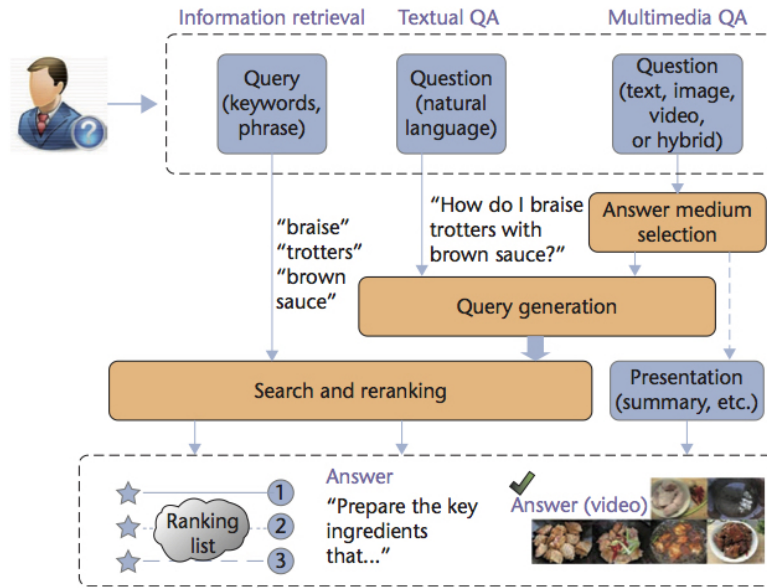 Information retrieval
Textual QA
Multimedia QA
Query
(keywords,
phrase)
Question
(natural
language)
Question
(text, image,
video,
or hybrid)
?
"braise"
"trotters"
"brown
sauce"
"How do I braise
trotters with
brown sauce?"
Answer medium
selection
Query generation
Search and reranking
Presentation
(summary, etc.)
1
2
3
Ranking
list
Answer
"Prepare the key
ingredients
that..."
Answer (video)